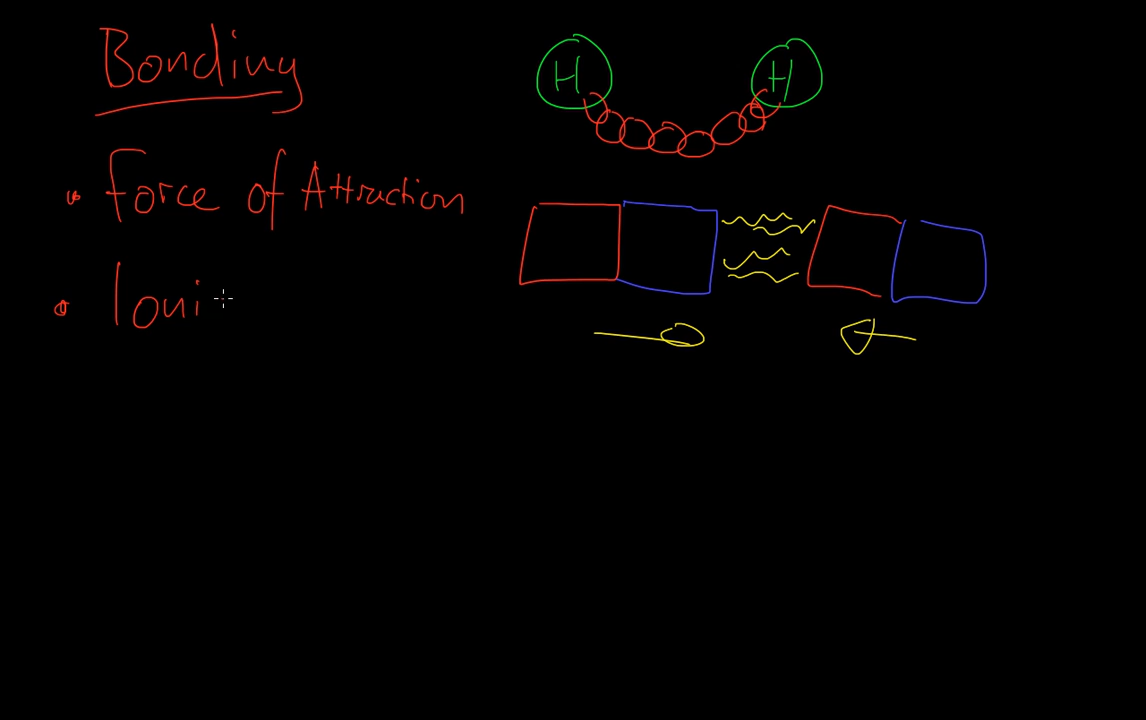 Bonding
H H
Force of Attraction
Ioni